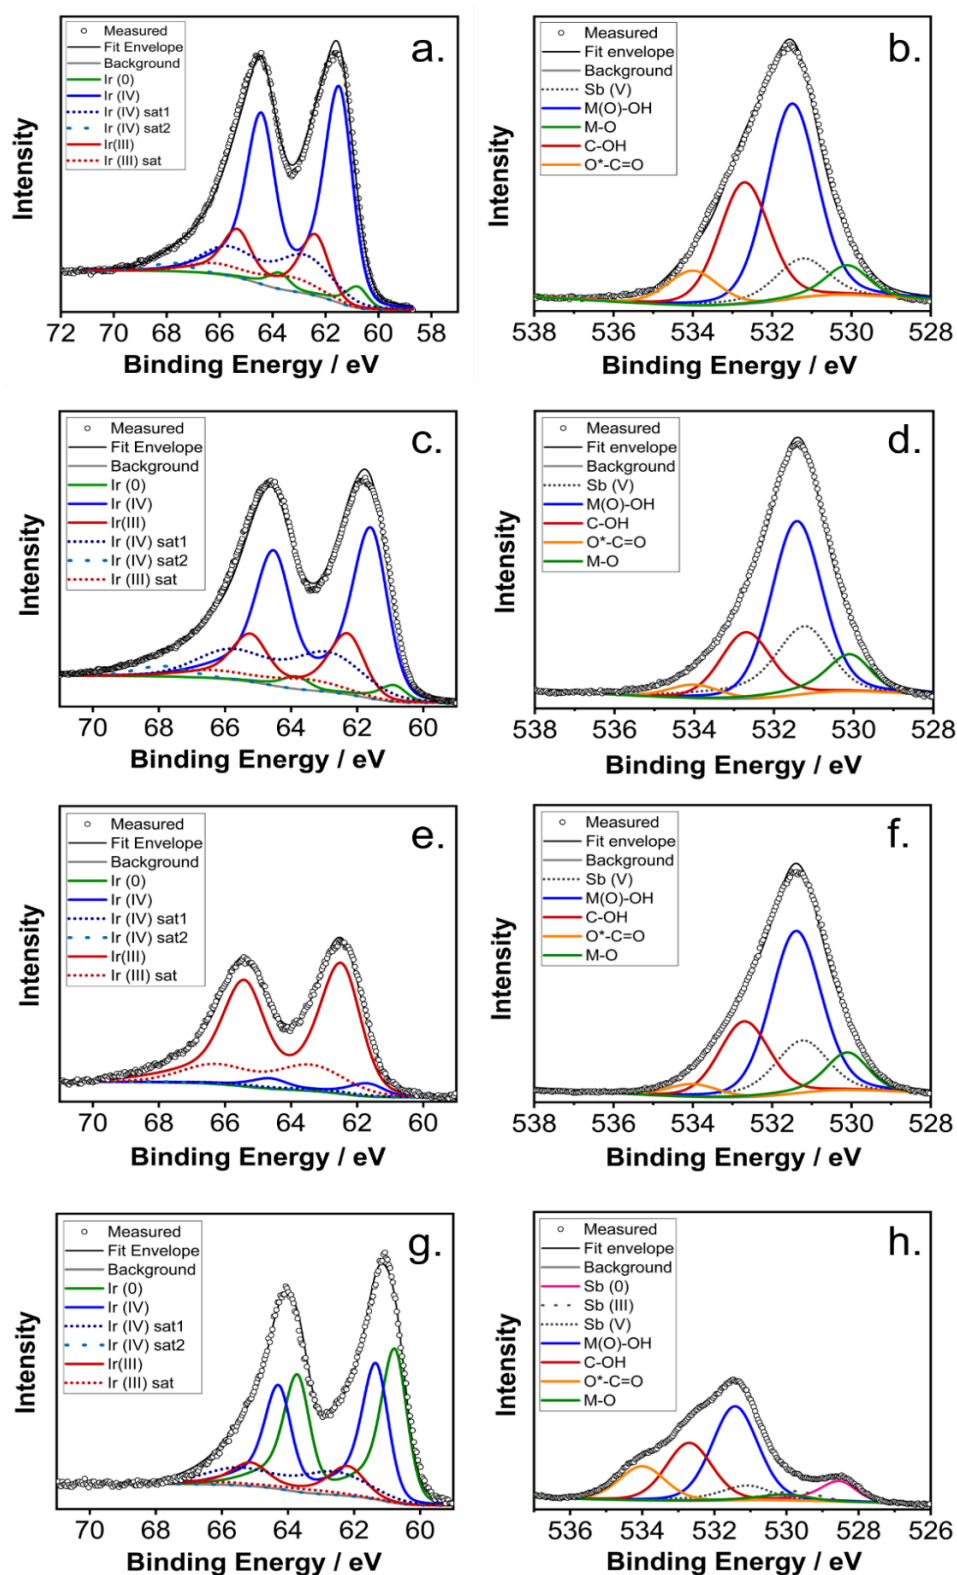 Measured
Fit Envelope
Background
Ir (0)
Ir (IV)
Ir (IV) sat1
Ir (IV) sat2
Ir(III)
Ir (III) sat
a.
Intensity
72 70 68 66 64 62 60 58
Binding Energy / eV
Measured
Fit envelope
Background
Sb (V)
M(O)-OH
M-O
C-OH
O*-C=O
b.
Intensity
538 536 534 532 530 528
Binding Energy / eV
Measured
Fit Envelope
Background
Ir (0)
Ir (IV)
Ir(III)
Ir (IV) sat1
Ir (IV) sat2
Ir (III) sat
c.
Intensity
70 68 66 64 62 60
Binding Energy / eV
Measured
Fit envelope
Background
Sb (V)
M(O)-OH
C-OH
O*-C=O
M-O
d.
Intensity
538 536 534 532 530 528
Binding Energy / eV
Measured
Fit Envelope
Background
Ir (0)
Ir (IV)
Ir (IV) sat1
Ir (IV) sat2
Ir(III)
Ir (III) sat
e.
Intensity
70 68 66 64 62 60
Binding Energy / eV
Measured
Fit envelope
Background
Sb (V)
M(O)-OH
C-OH
O*-C=O
M-O
f.
Intensity
538 536 534 532 530 528
Binding Energy / eV
Measured
Fit Envelope
Background
Ir (0)
Ir (IV)
Ir (IV) sat1
Ir (IV) sat2
Ir(III)
Ir (III) sat
g.
Intensity
70 68 66 64 62 60
Binding Energy / eV
Measured
Fit envelope
Background
Sb (0)
Sb (III)
Sb (V)
M(O)-OH
C-OH
O*-C=O
M-O
h.
Intensity
536 534 532 530 528 526
Binding Energy / eV